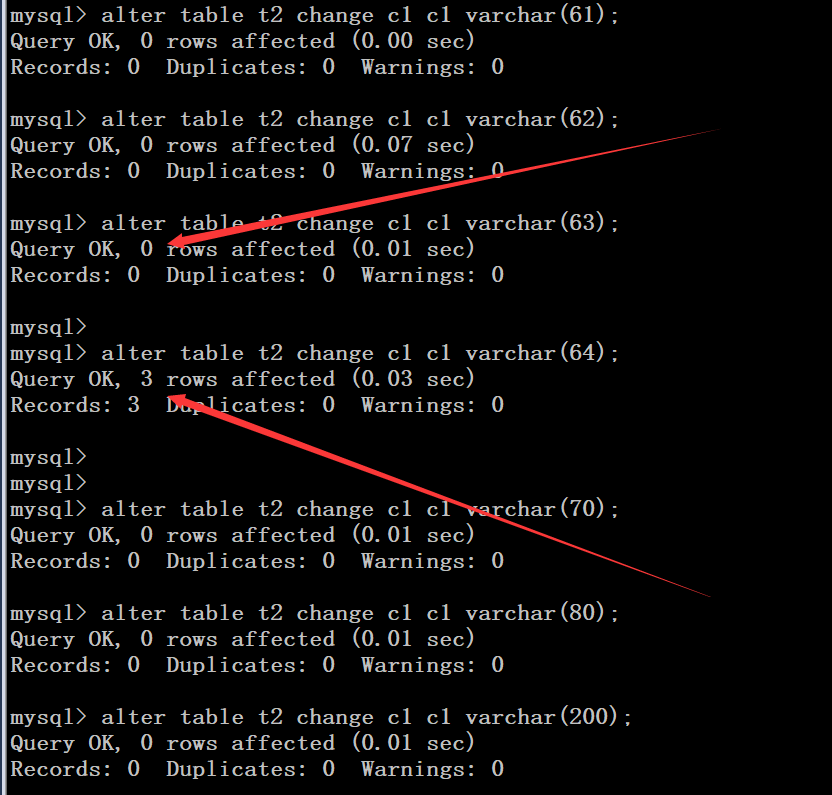 mysql> alter table t2 change c1 c1 varchar(61);
Query OK, 0 rows affected (0.00 sec)
Records: 0  Duplicates: 0  Warnings: 0
mysql> alter table t2 change c1 c1 varchar(62);
Query OK, 0 rows affected (0.07 sec)
Records: 0  Duplicates: 0  Warnings: 0
mysql> alter table t2 change c1 c1 varchar(63);
Query OK, 0 rows affected (0.01 sec)
Records: 0  Duplicates: 0  Warnings: 0
mysql>
mysql> alter table t2 change c1 c1 varchar(64);
Query OK, 3 rows affected (0.03 sec)
Records: 3  Duplicates: 0  Warnings: 0
mysql>
mysql>
mysql> alter table t2 change c1 c1 varchar(70);
Query OK, 0 rows affected (0.01 sec)
Records: 0  Duplicates: 0  Warnings: 0
mysql> alter table t2 change c1 c1 varchar(80);
Query OK, 0 rows affected (0.01 sec)
Records: 0  Duplicates: 0  Warnings: 0
mysql> alter table t2 change c1 c1 varchar(200);
Query OK, 0 rows affected (0.01 sec)
Records: 0  Duplicates: 0  Warnings: 0